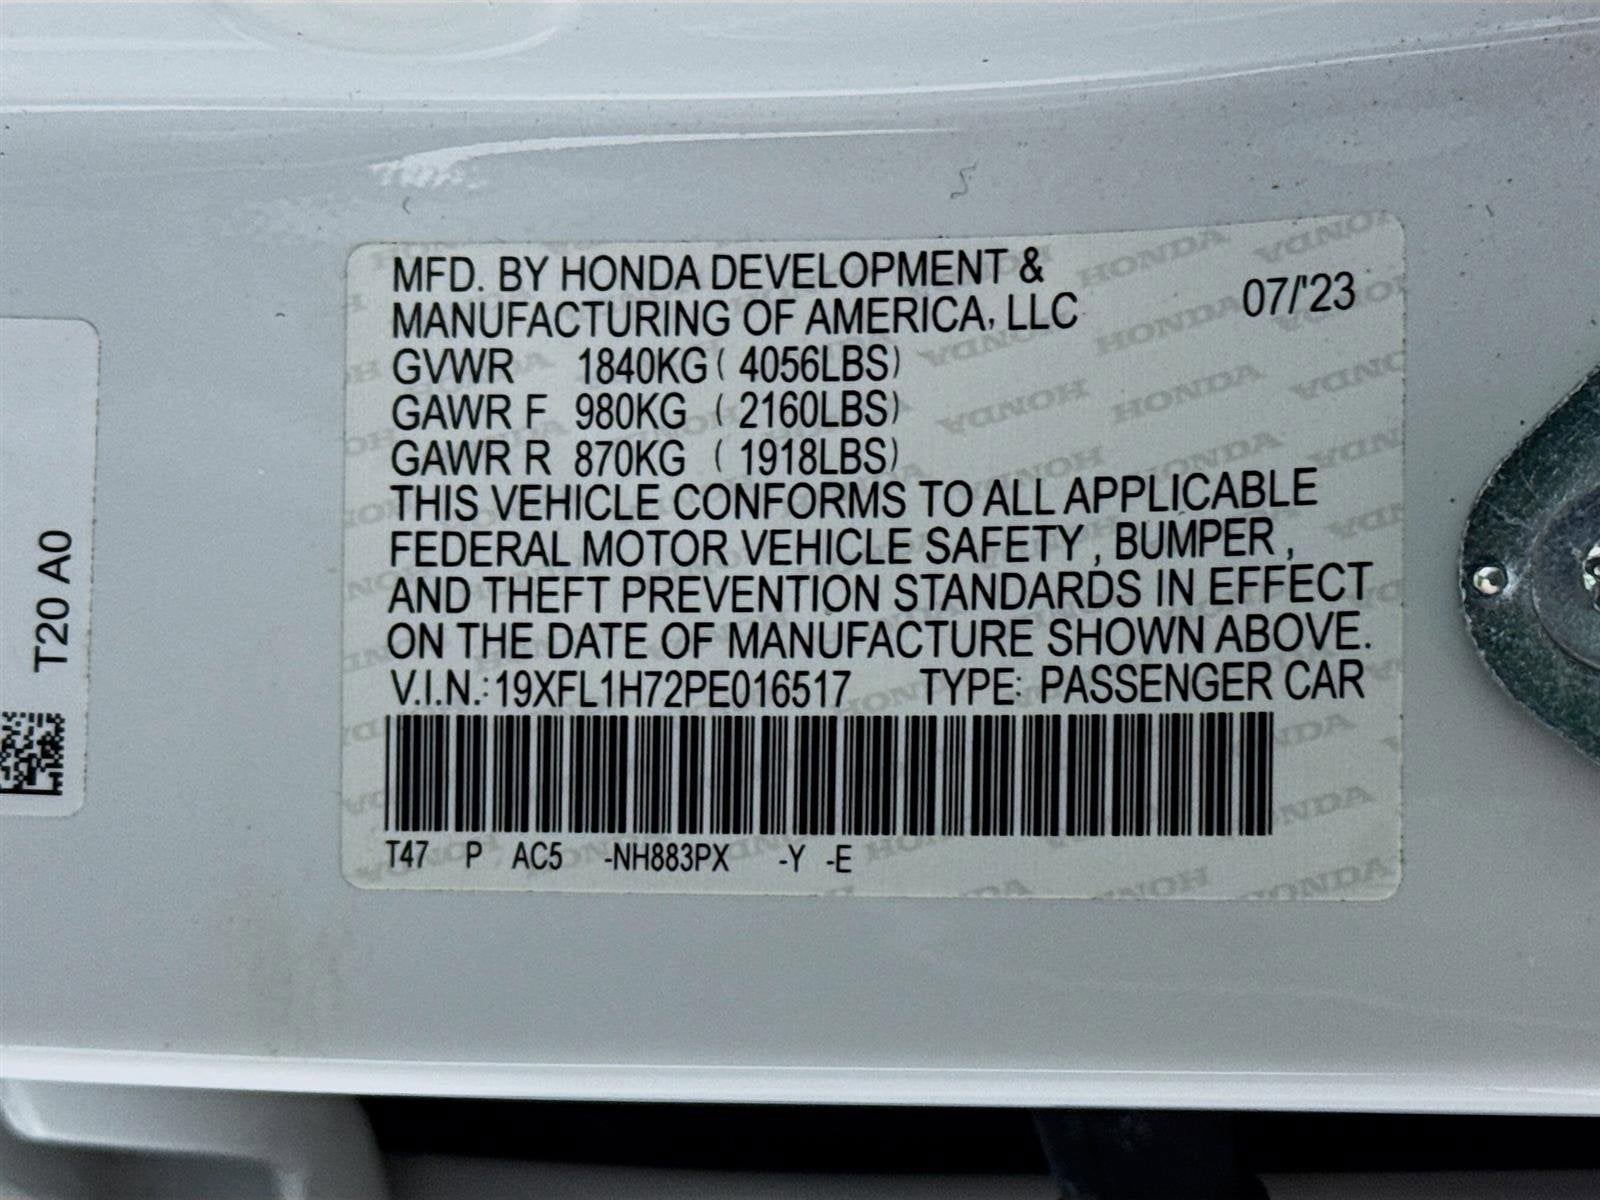 MFD. BY HONDA DEVELOPMENT &
MANUFACTURING OF AMERICA, LLC 07/'23
GVWR 1840KG ( 4056LBS)
GAWR F 980KG ( 2160LBS)
GAWR R 870KG ( 1918LBS)
THIS VEHICLE CONFORMS TO ALL APPLICABLE
FEDERAL MOTOR VEHICLE SAFETY , BUMPER ,
AND THEFT PREVENTION STANDARDS IN EFFECT
ON THE DATE OF MANUFACTURE SHOWN ABOVE.
V.I.N.: 19XFL1H72PE016517 TYPE: PASSENGER CAR
T47 P AC5 -NH883PX -Y -E
T20 A0
HONDA